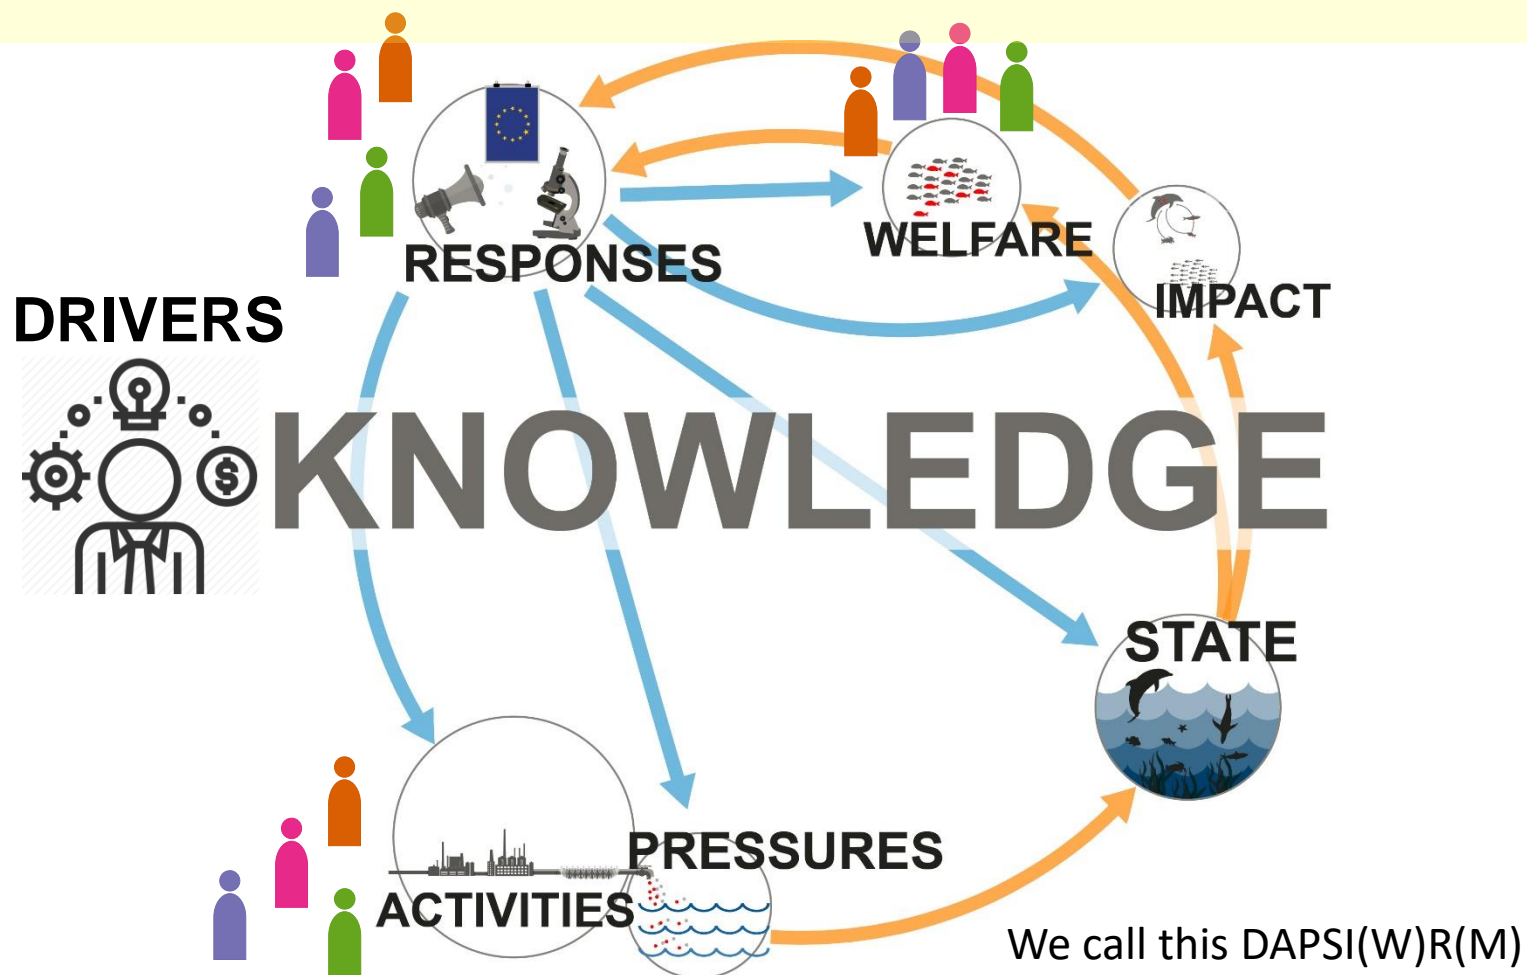 RESPONSES
WELFARE
IMPACT
DRIVERS
$
KNOWLEDGE
STATE
PRESSURES
ACTIVITIES
We call this DAPSI(W)R(M)